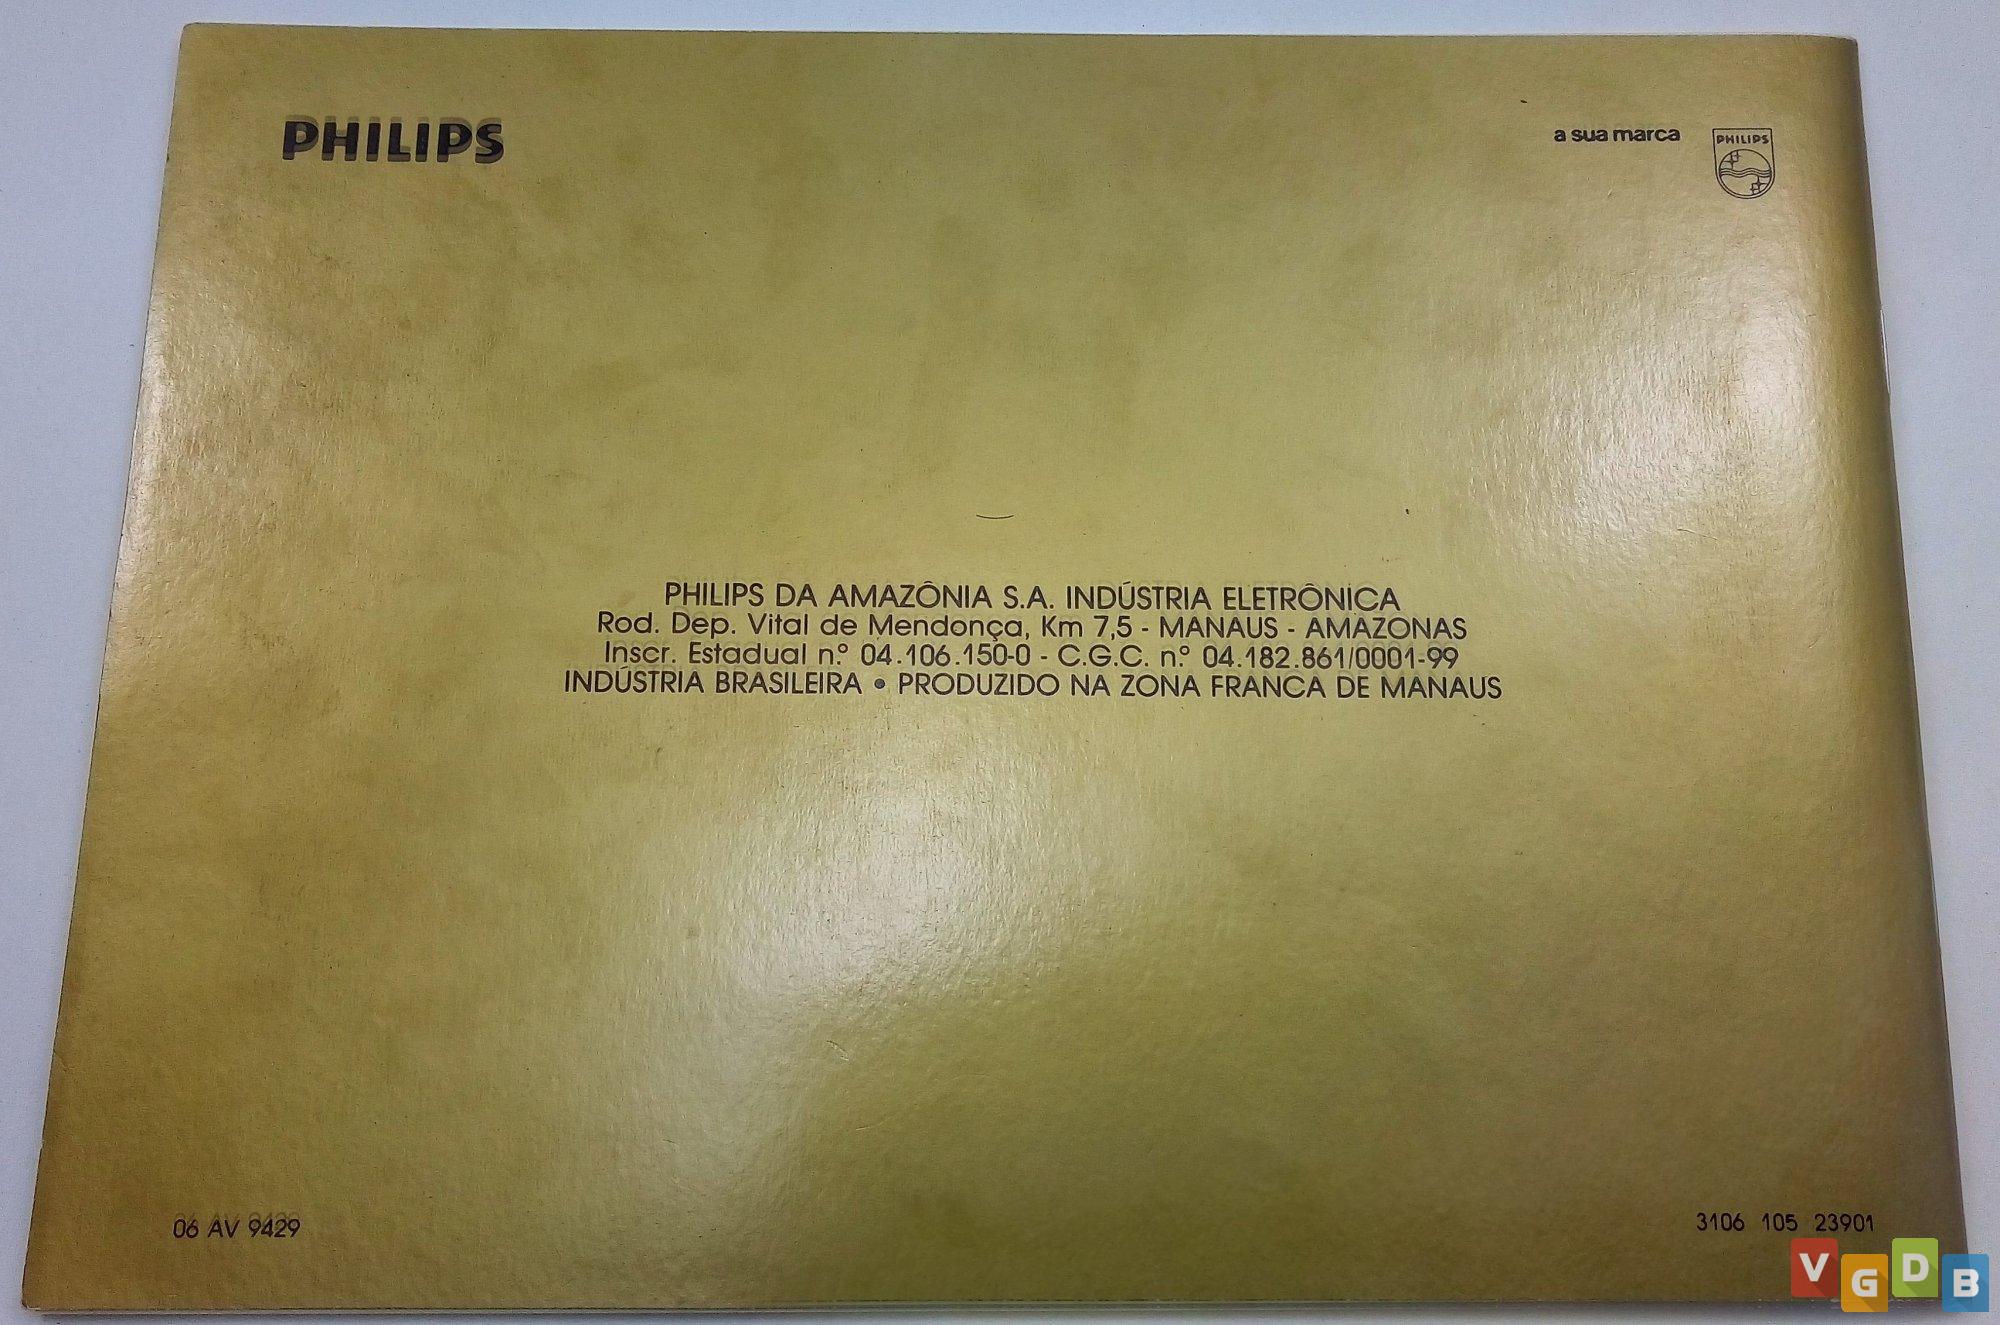 PHILIPS
a sua marca
PHILIPS
PHILIPS DA AMAZÔNIA S.A. INDÚSTRIA ELETRÔNICA
Rod. Dep. Vital de Mendonça, Km 7,5 - MANAUS - AMAZONAS
Inscr. Estadual n.º 04.106.150-0 - C.G.C. n.º 04.182.861/0001-99
INDÚSTRIA BRASILEIRA • PRODUZIDO NA ZONA FRANCA DE MANAUS
06 AV 9429
3106 105 23901
VGDB